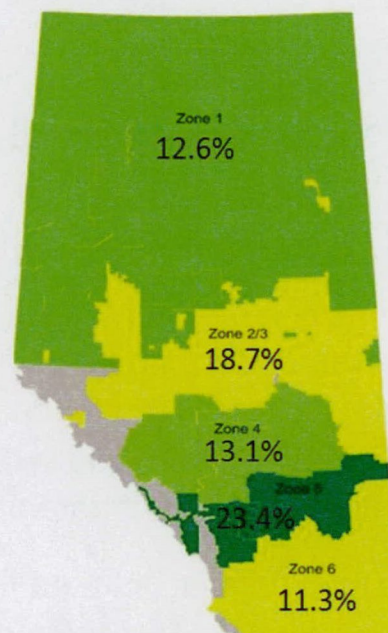 Zone 1
12.6%
Zone 2/3
18.7%
Zone 4
13.1%
Zone 5
23.4%
Zone 6
11.3%